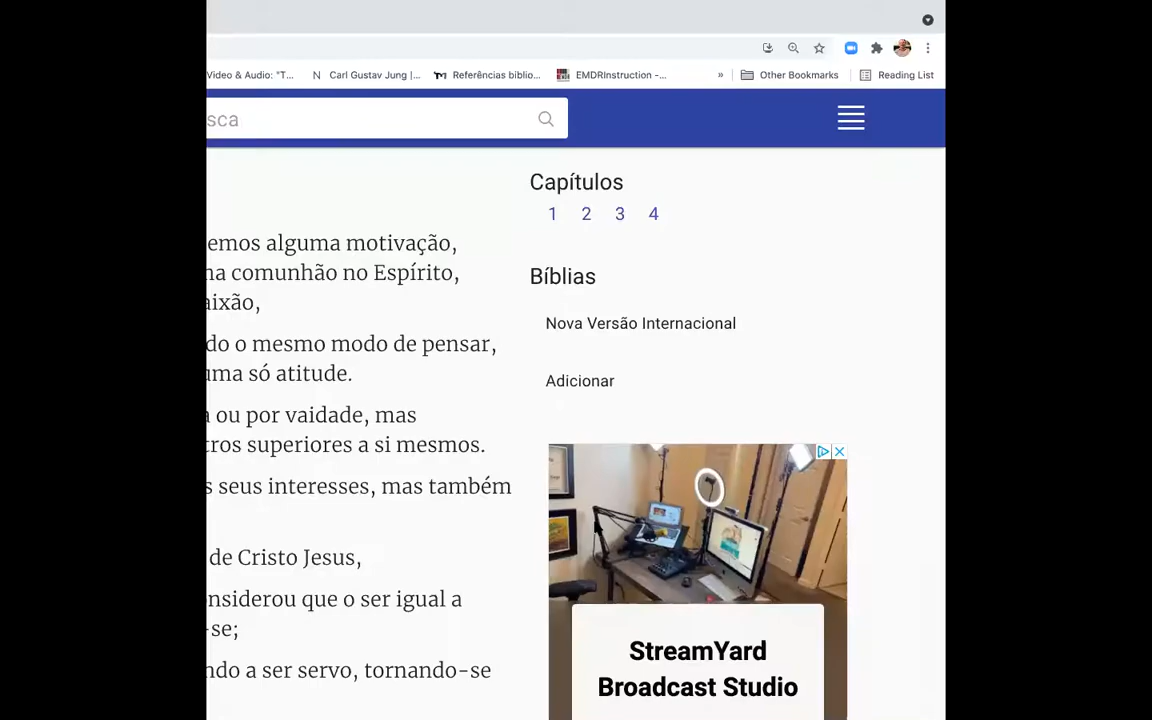 Video & Audio: "T...
N Carl Gustav Jung |...
Referências biblio...
EMDRInstruction -...
»
Other Bookmarks
Reading List
sca
Capítulos
1 2 3 4
emos alguma motivação,
na comunhão no Espírito,
aixão,
Bíblias
Nova Versão Internacional
Adicionar
do o mesmo modo de pensar,
uma só atitude.
a ou por vaidade, mas
tros superiores a si mesmos.
s seus interesses, mas também
de Cristo Jesus,
onsiderou que o ser igual a
-se;
ndo a ser servo, tornando-se
StreamYard
Broadcast Studio